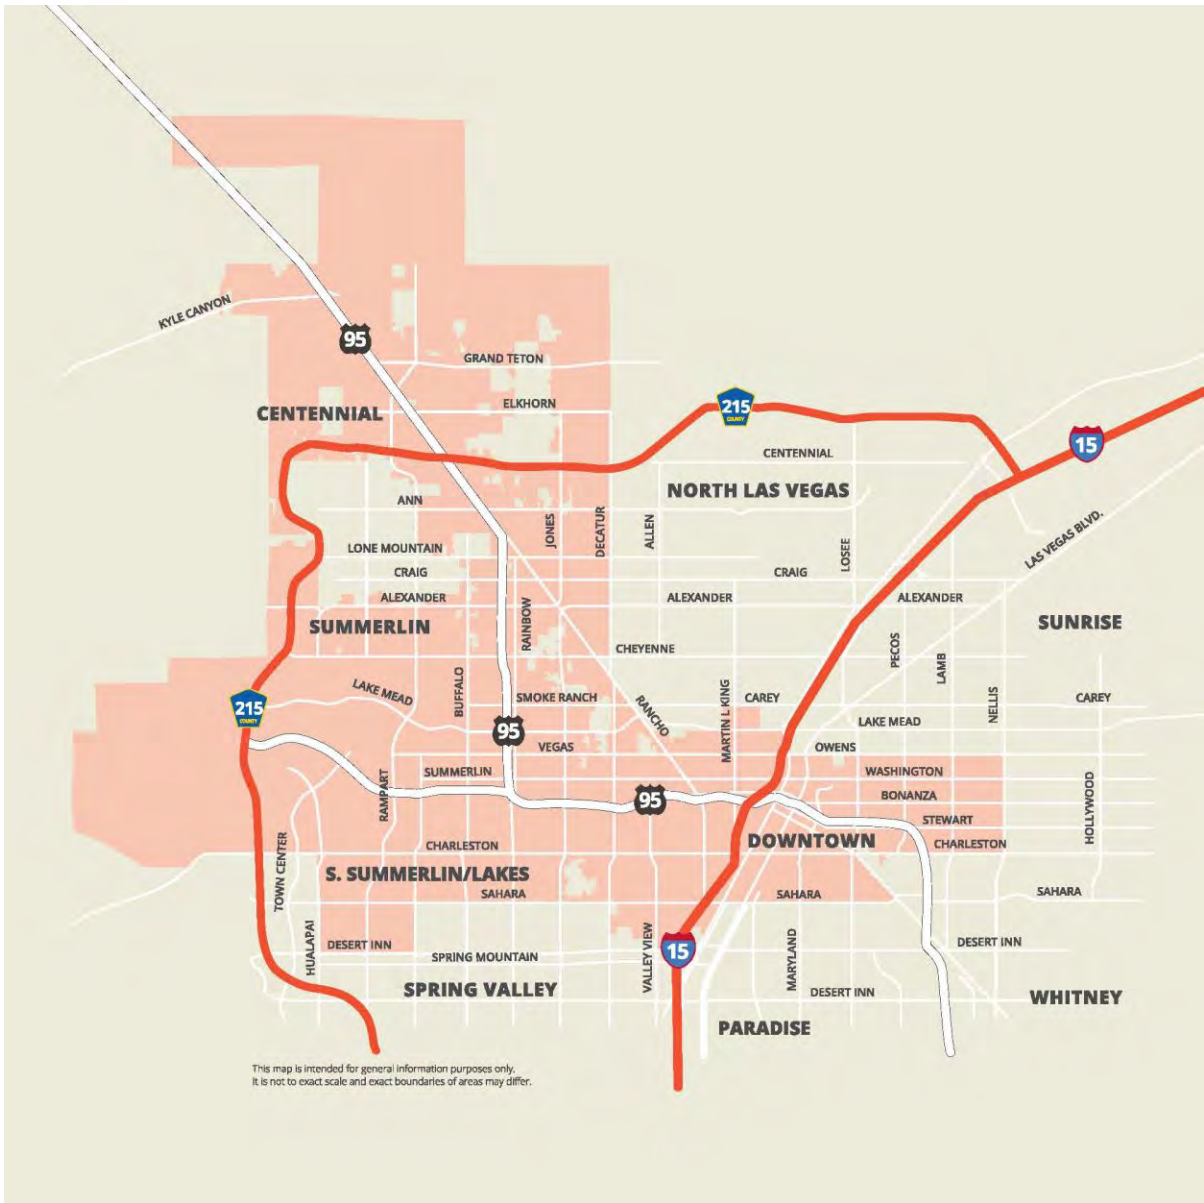 KYLE CANYON
95
GRAND TETON
CENTENNIAL
ELKHORN
215
COUNTY
15
CENTENNIAL
NORTH LAS VEGAS
ANN
JONES
DECATUR
ALLEN
LOSEE
LAS VEGAS BLVD.
LONE MOUNTAIN
CRAIG
CRAIG
ALEXANDER
ALEXANDER
ALEXANDER
SUMMERLIN
RAINBOW
SUNRISE
CHEYENNE
PECOS
LAMB
BUFFALO
LAKE MEAD
SMOKE RANCH
RANCHO
MARTIN L KING
CAREY
NELLIS
CAREY
215
COUNTY
95
LAKE MEAD
VEGAS
OWENS
SUMMERLIN
WASHINGTON
RAMPART
95
BONANZA
HOLLYWOOD
STEWART
DOWNTOWN
CHARLESTON
CHARLESTON
TOWN CENTER
S. SUMMERLIN/LAKES
SAHARA
SAHARA
SAHARA
HUALAPAI
DESERT INN
15
VALLEY VIEW
MARYLAND
DESERT INN
SPRING MOUNTAIN
SPRING VALLEY
DESERT INN
WHITNEY
PARADISE
This map is intended for general information purposes only.
It is not to exact scale and exact boundaries of areas may differ.